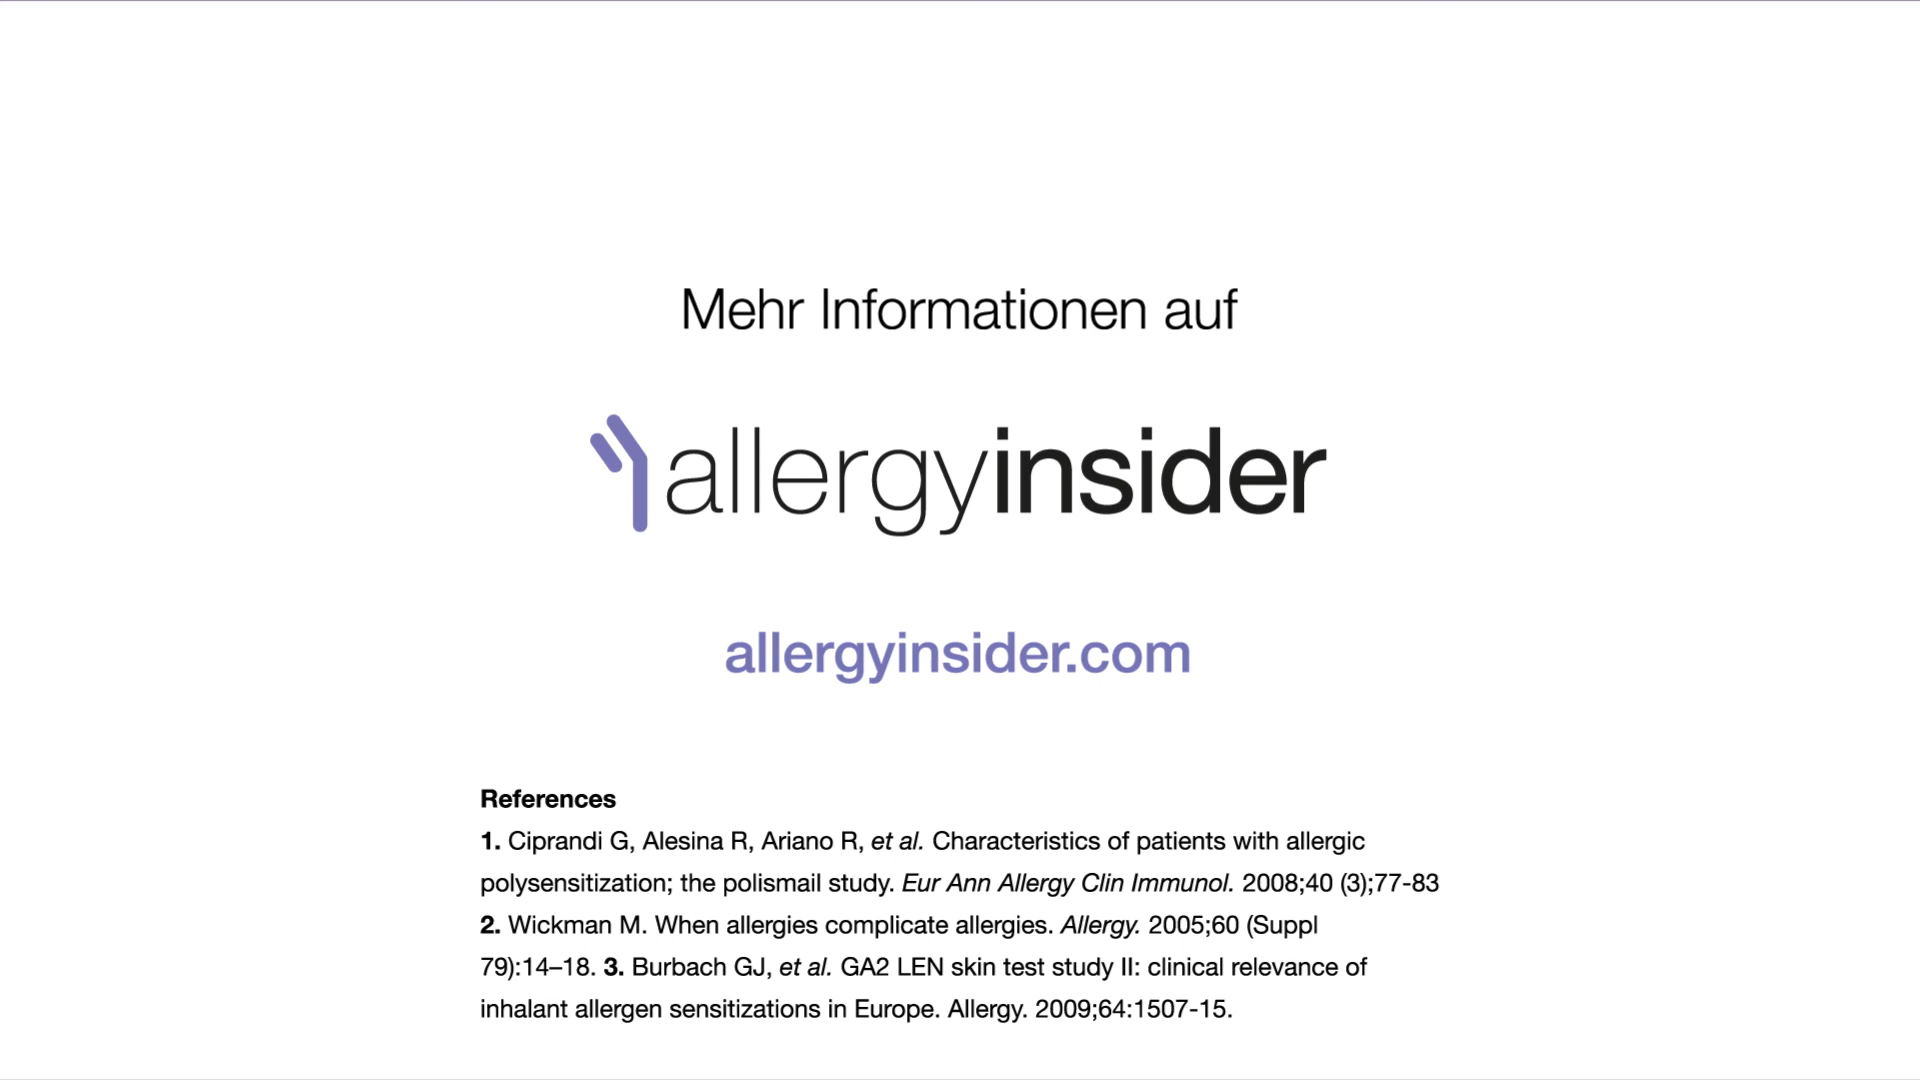 Mehr Informationen auf
allergyinsider
allergyinsider.com
References
1. Ciprandi G, Alesina R, Ariano R, et al. Characteristics of patients with allergic
polysensitization; the polismail study. Eur Ann Allergy Clin Immunol. 2008;40 (3);77-83
2. Wickman M. When allergies complicate allergies. Allergy. 2005;60 (Suppl
79):14–18. 3. Burbach GJ, et al. GA2 LEN skin test study II: clinical relevance of
inhalant allergen sensitizations in Europe. Allergy. 2009;64:1507-15.